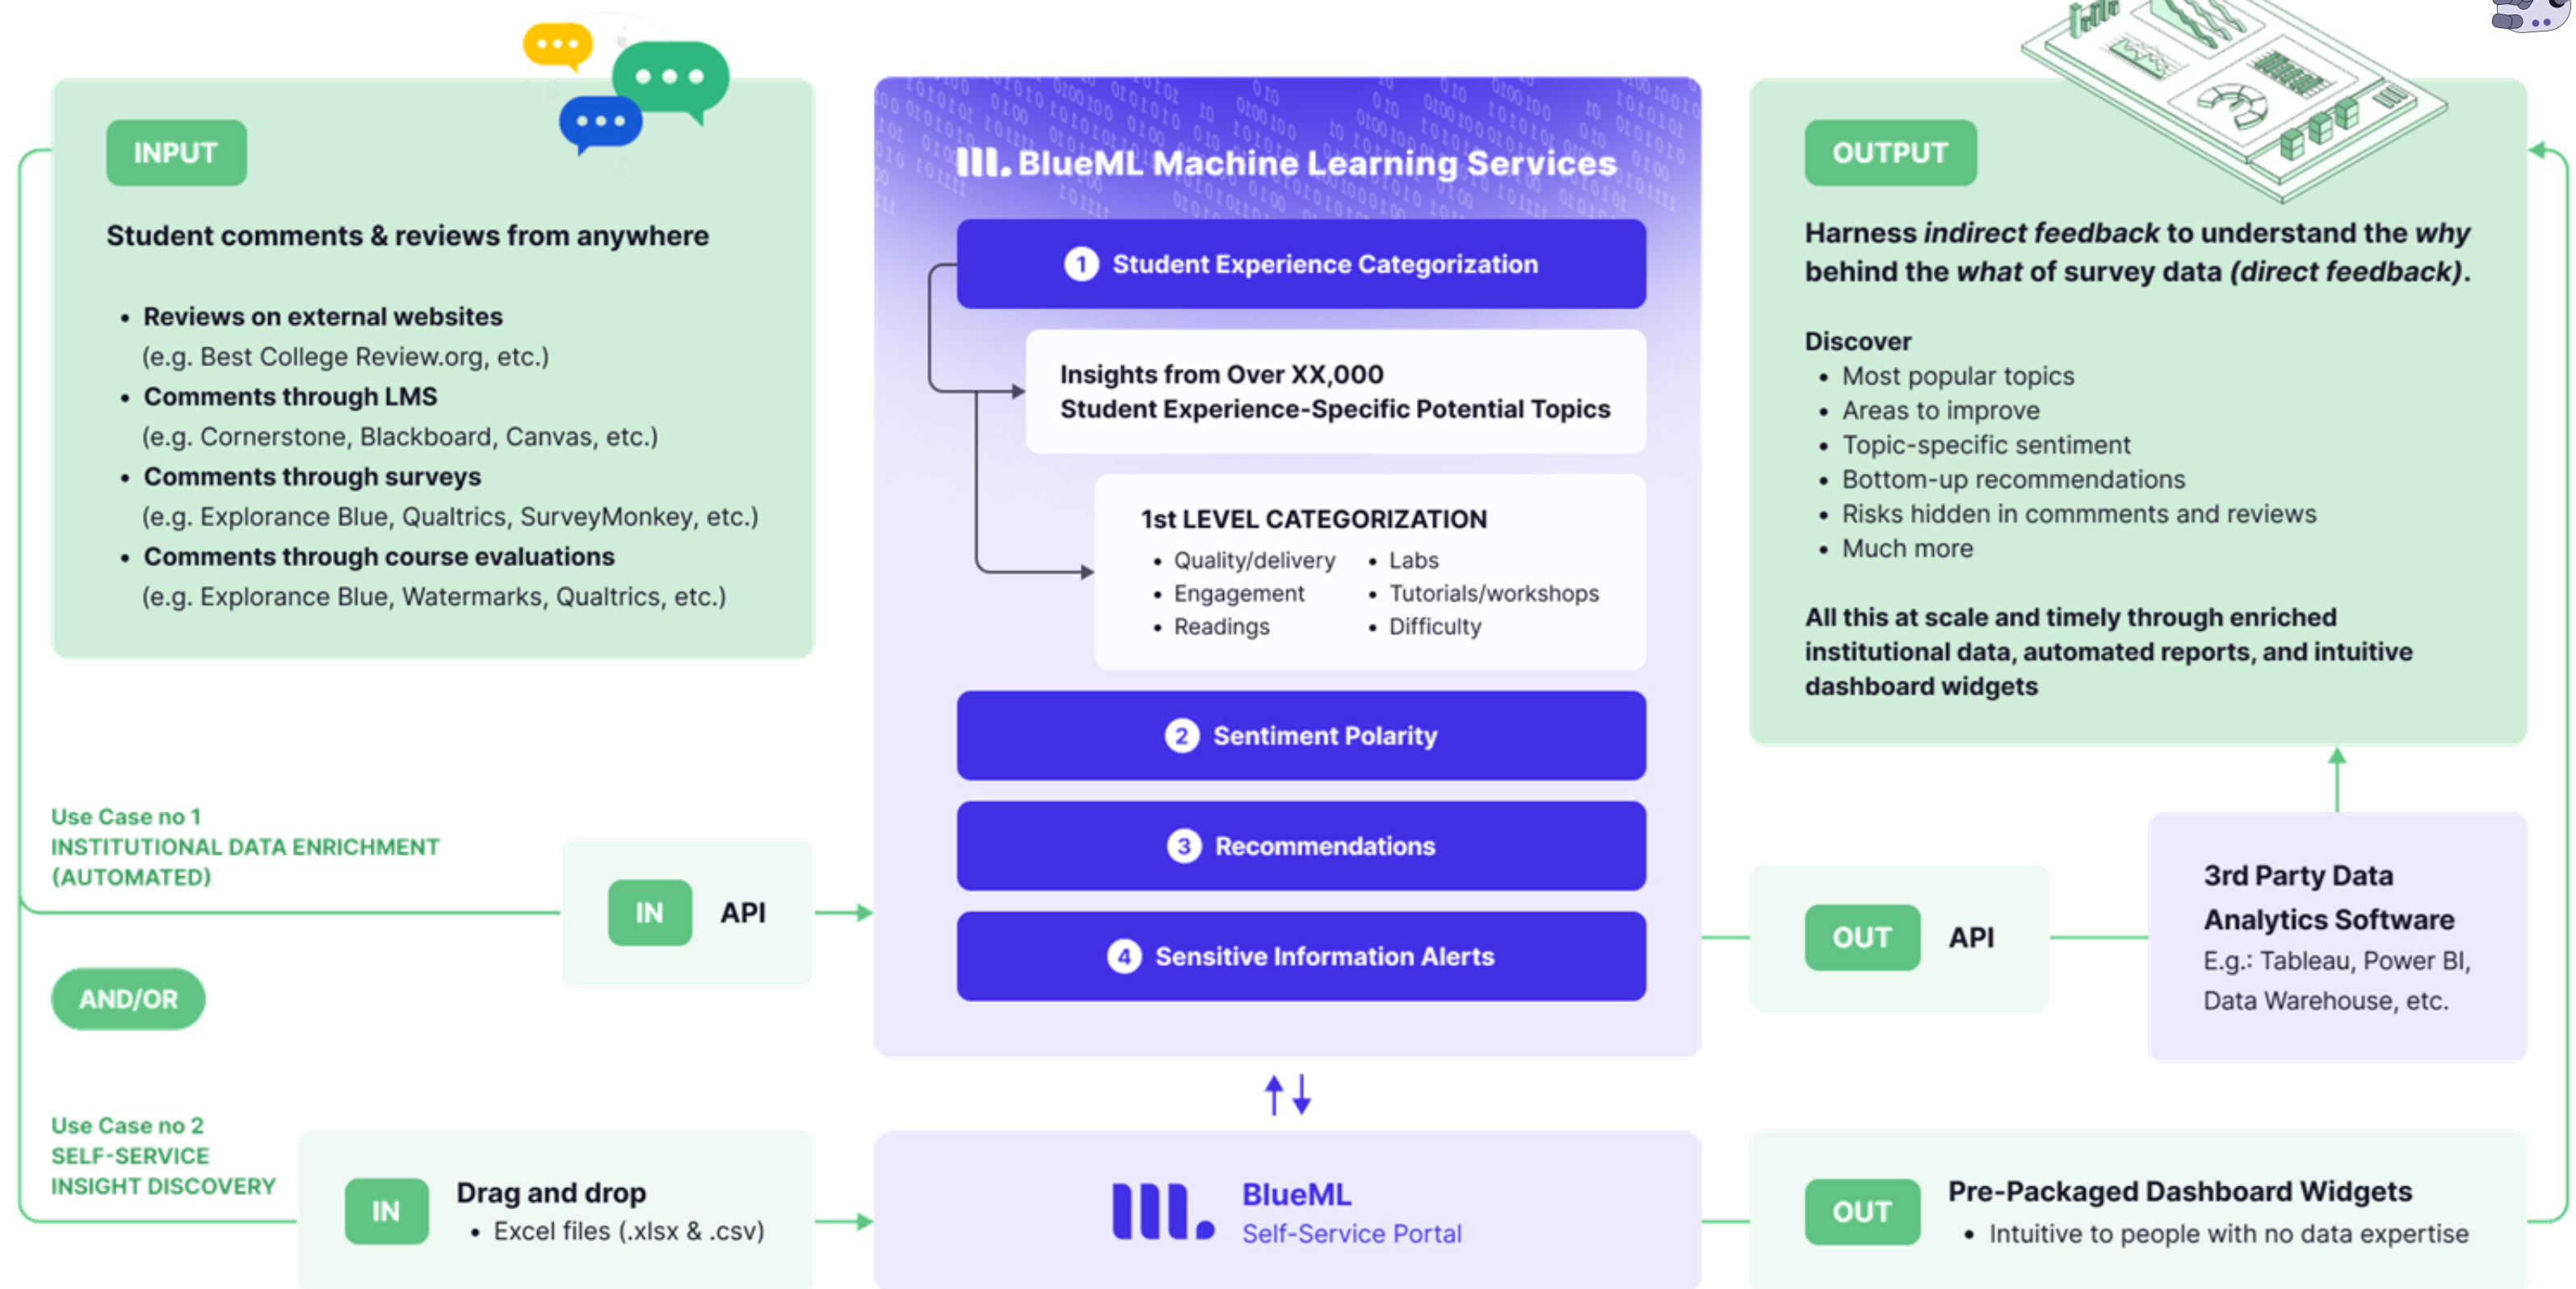 INPUT
Student comments & reviews from anywhere
• Reviews on external websites
(e.g. Best College Review.org, etc.)
• Comments through LMS
(e.g. Cornerstone, Blackboard, Canvas, etc.)
• Comments through surveys
(e.g. Explorance Blue, Qualtrics, SurveyMonkey, etc.)
• Comments through course evaluations
(e.g. Explorance Blue, Watermarks, Qualtrics, etc.)
Use Case no 1
INSTITUTIONAL DATA ENRICHMENT
(AUTOMATED)
IN API
AND/OR
Use Case no 2
SELF-SERVICE
INSIGHT DISCOVERY
IN
Drag and drop
• Excel files (.xlsx & .csv)
BlueML Machine Learning Services
1 Student Experience Categorization
Insights from Over XX,000
Student Experience-Specific Potential Topics
1st LEVEL CATEGORIZATION
• Quality/delivery
• Engagement
• Readings
• Labs
• Tutorials/workshops
• Difficulty
2 Sentiment Polarity
3 Recommendations
4 Sensitive Information Alerts
BlueML
Self-Service Portal
OUTPUT
Harness indirect feedback to understand the why
behind the what of survey data (direct feedback).
Discover
• Most popular topics
• Areas to improve
• Topic-specific sentiment
• Bottom-up recommendations
• Risks hidden in commments and reviews
• Much more
All this at scale and timely through enriched
institutional data, automated reports, and intuitive
dashboard widgets
OUT API
3rd Party Data
Analytics Software
E.g.: Tableau, Power BI,
Data Warehouse, etc.
OUT
Pre-Packaged Dashboard Widgets
• Intuitive to people with no data expertise